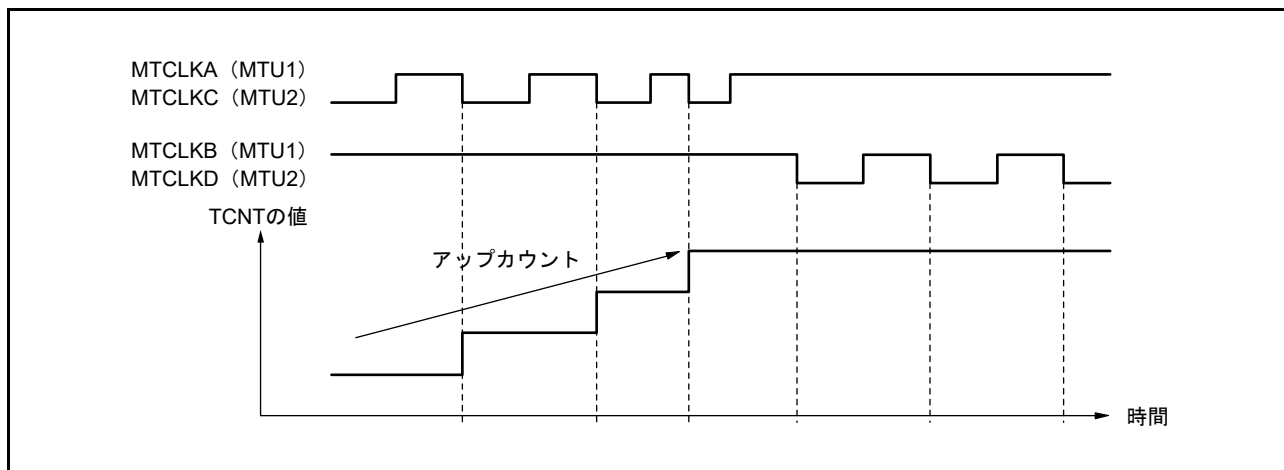 MTCLKA（MTU1）
MTCLKC（MTU2）
MTCLKB（MTU1）
MTCLKD（MTU2）
TCNTの値
アップカウント
時間